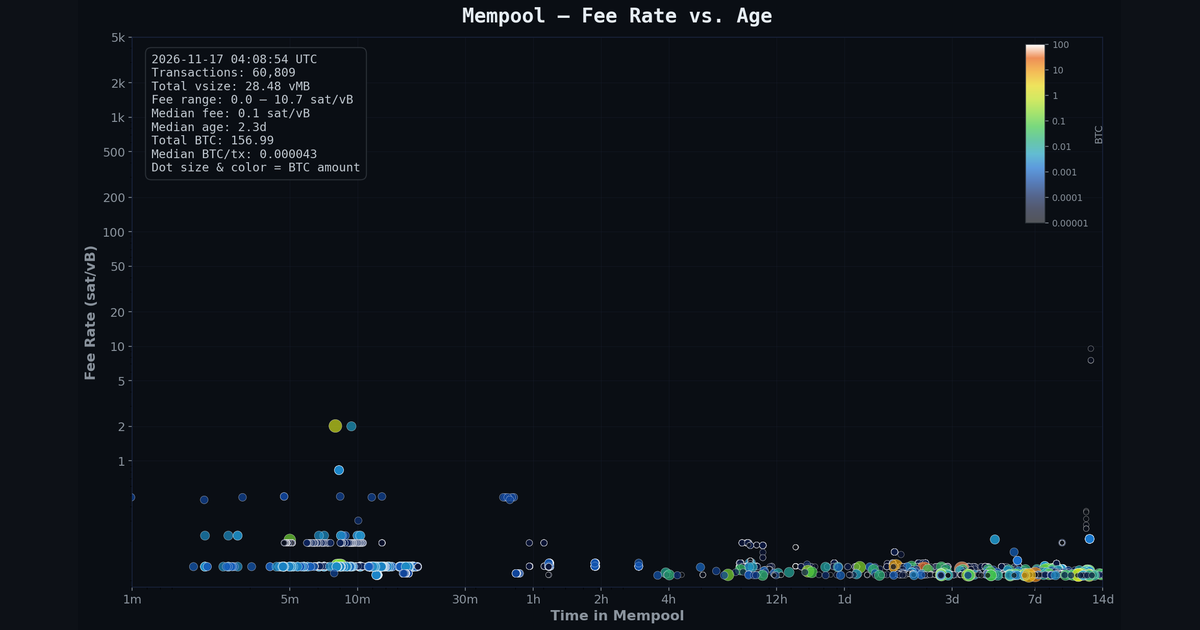 Mempool — Fee Rate vs. Age
2026-11-17 04:08:54 UTC
Transactions: 60,809
Total vsize: 28.48 vMB
Fee range: 0.0 — 10.7 sat/vB
Median fee: 0.1 sat/vB
Median age: 2.3d
Total BTC: 156.99
Median BTC/tx: 0.000043
Dot size & color = BTC amount
100
10
1
0.1
0.01
0.001
0.0001
0.00001
BTC
Fee Rate (sat/vB)
5k
2k
1k
500
200
100
50
20
10
5
2
1
1m 5m 10m 30m 1h 2h 4h 12h 1d 3d 7d 14d
Time in Mempool